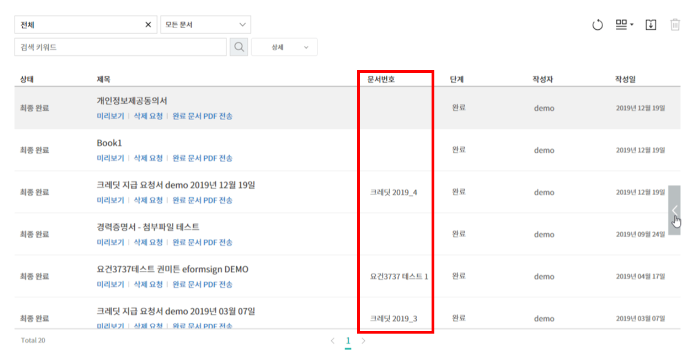 전체 모든 문서
검색 키워드 상세
상태 제목 문서번호 단계 작성자 작성일
개인정보제공동의서
최종 완료 완료 demo 2019년 12월 19일
미리보기 | 삭제 요청 | 완료 문서 PDF 전송
Book1
최종 완료 완료 demo 2019년 12월 19일
미리보기 | 삭제 요청 | 완료 문서 PDF 전송
크레딧 지급 요청서 demo 2019년 12월 19일
최종 완료 크레딧 2019_4 완료 demo 2019년 12월 19일
미리보기 | 삭제 요청 | 완료 문서 PDF 전송
경력증명서 - 첨부파일 테스트
최종 완료 완료 demo 2019년 09월 24일
미리보기 | 삭제 요청 | 완료 문서 PDF 전송
요건3737테스트 권미튼 eformsign DEMO
최종 완료 요건3737 테스트 1 완료 demo 2019년 04월 17일
미리보기 | 삭제 요청 | 완료 문서 PDF 전송
크레딧 지급 요청서 demo 2019년 03월 07일
최종 완료 크레딧 2019_3 완료 demo 2019년 03월 07일
미리보기 | 삭제 요청 | 완료 문서 PDF 전송
Total 20 1